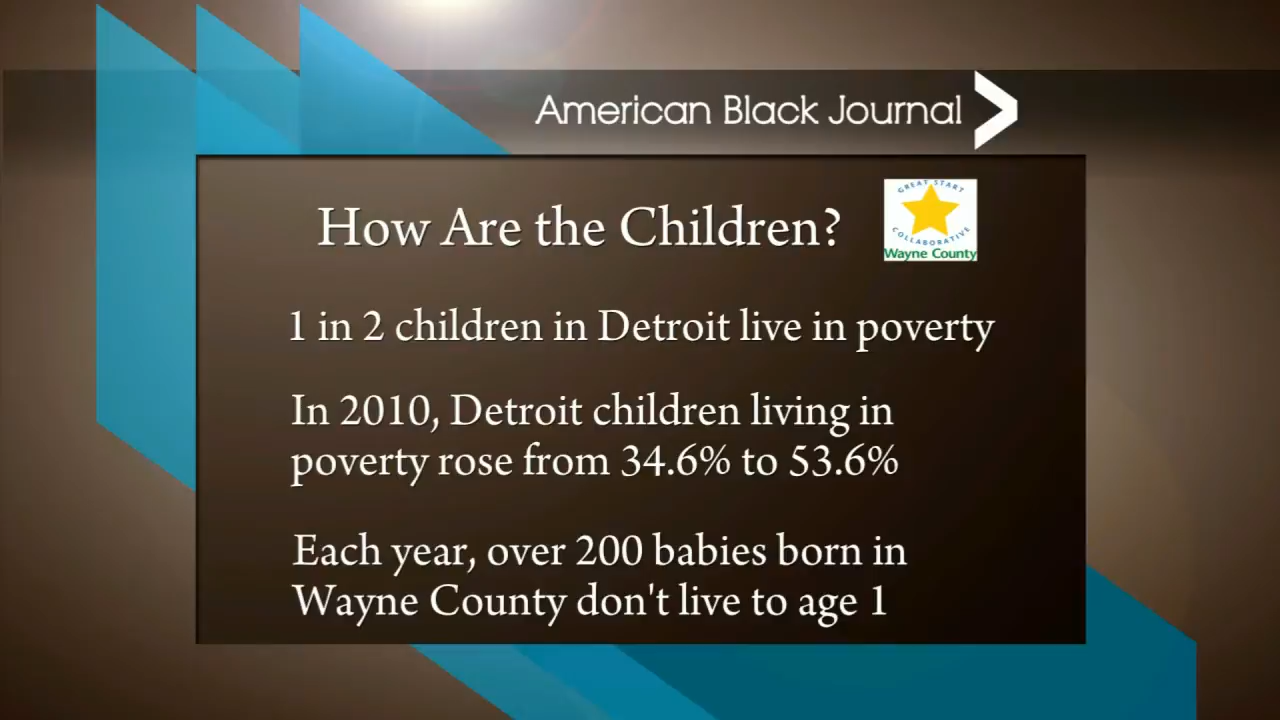 American Black Journal
How Are the Children?
GREAT START
COLLABORATIVE
Wayne County
1 in 2 children in Detroit live in poverty
In 2010, Detroit children living in
poverty rose from 34.6% to 53.6%
Each year, over 200 babies born in
Wayne County don't live to age 1